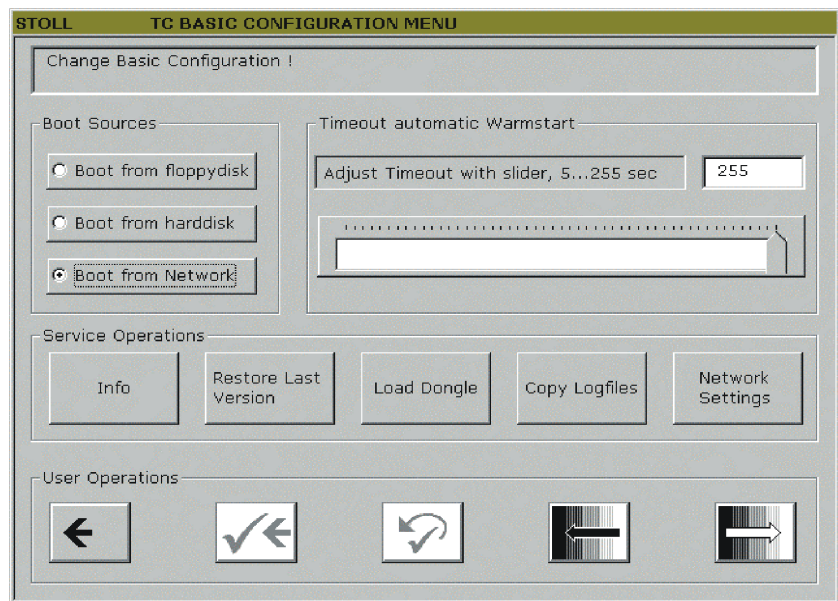 STOLL TC BASIC CONFIGURATION MENU
Change Basic Configuration !
Boot Sources
Boot from floppydisk
Boot from harddisk
Boot from Network
Timeout automatic Warmstart
Adjust Timeout with slider, 5...255 sec
255
Service Operations
Info
Restore Last
Version
Load Dongle
Copy Logfiles
Network
Settings
User Operations